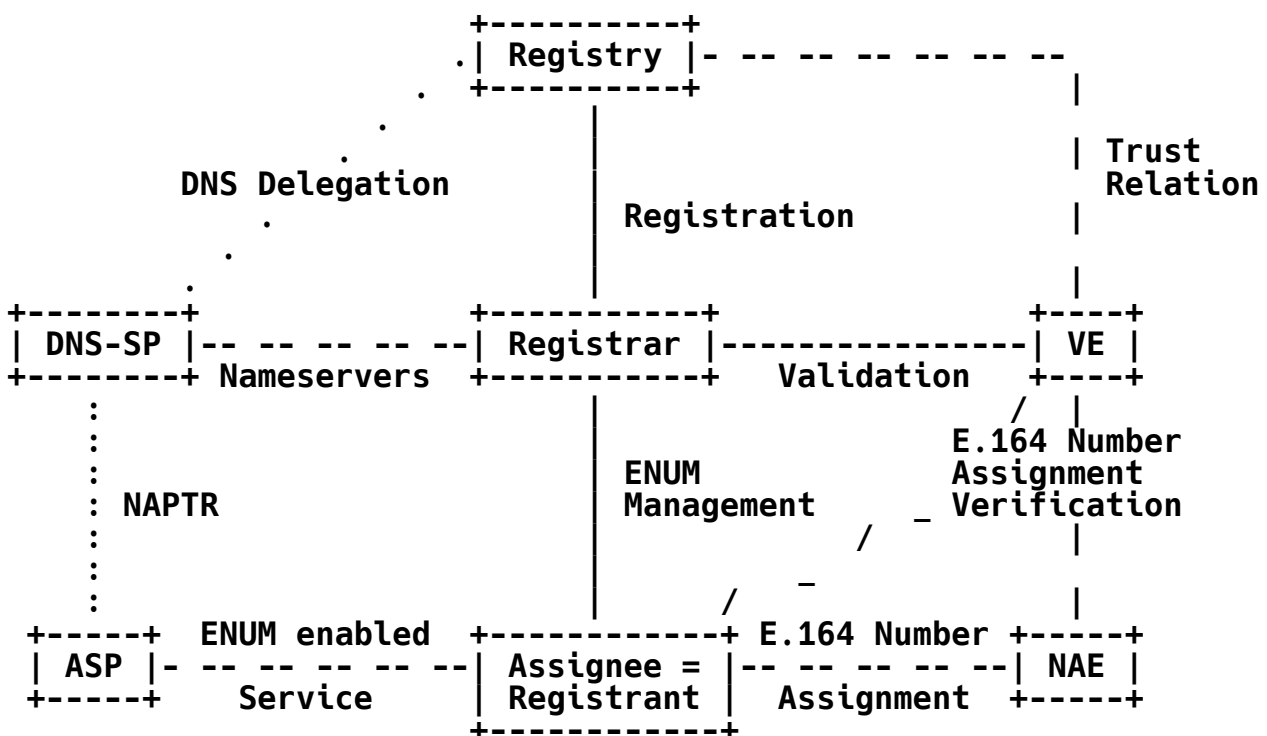 Registry
Trust
DNS Delegation
Relation
Registration
DNS-SP
Registrar
VE
Nameservers
Validation
E.164 Number
ENUM
Assignment
NAPTR
Management
Verification
ENUM enabled
E.164 Number
ASP
Assignee =
NAE
Service
Registrant
Assignment